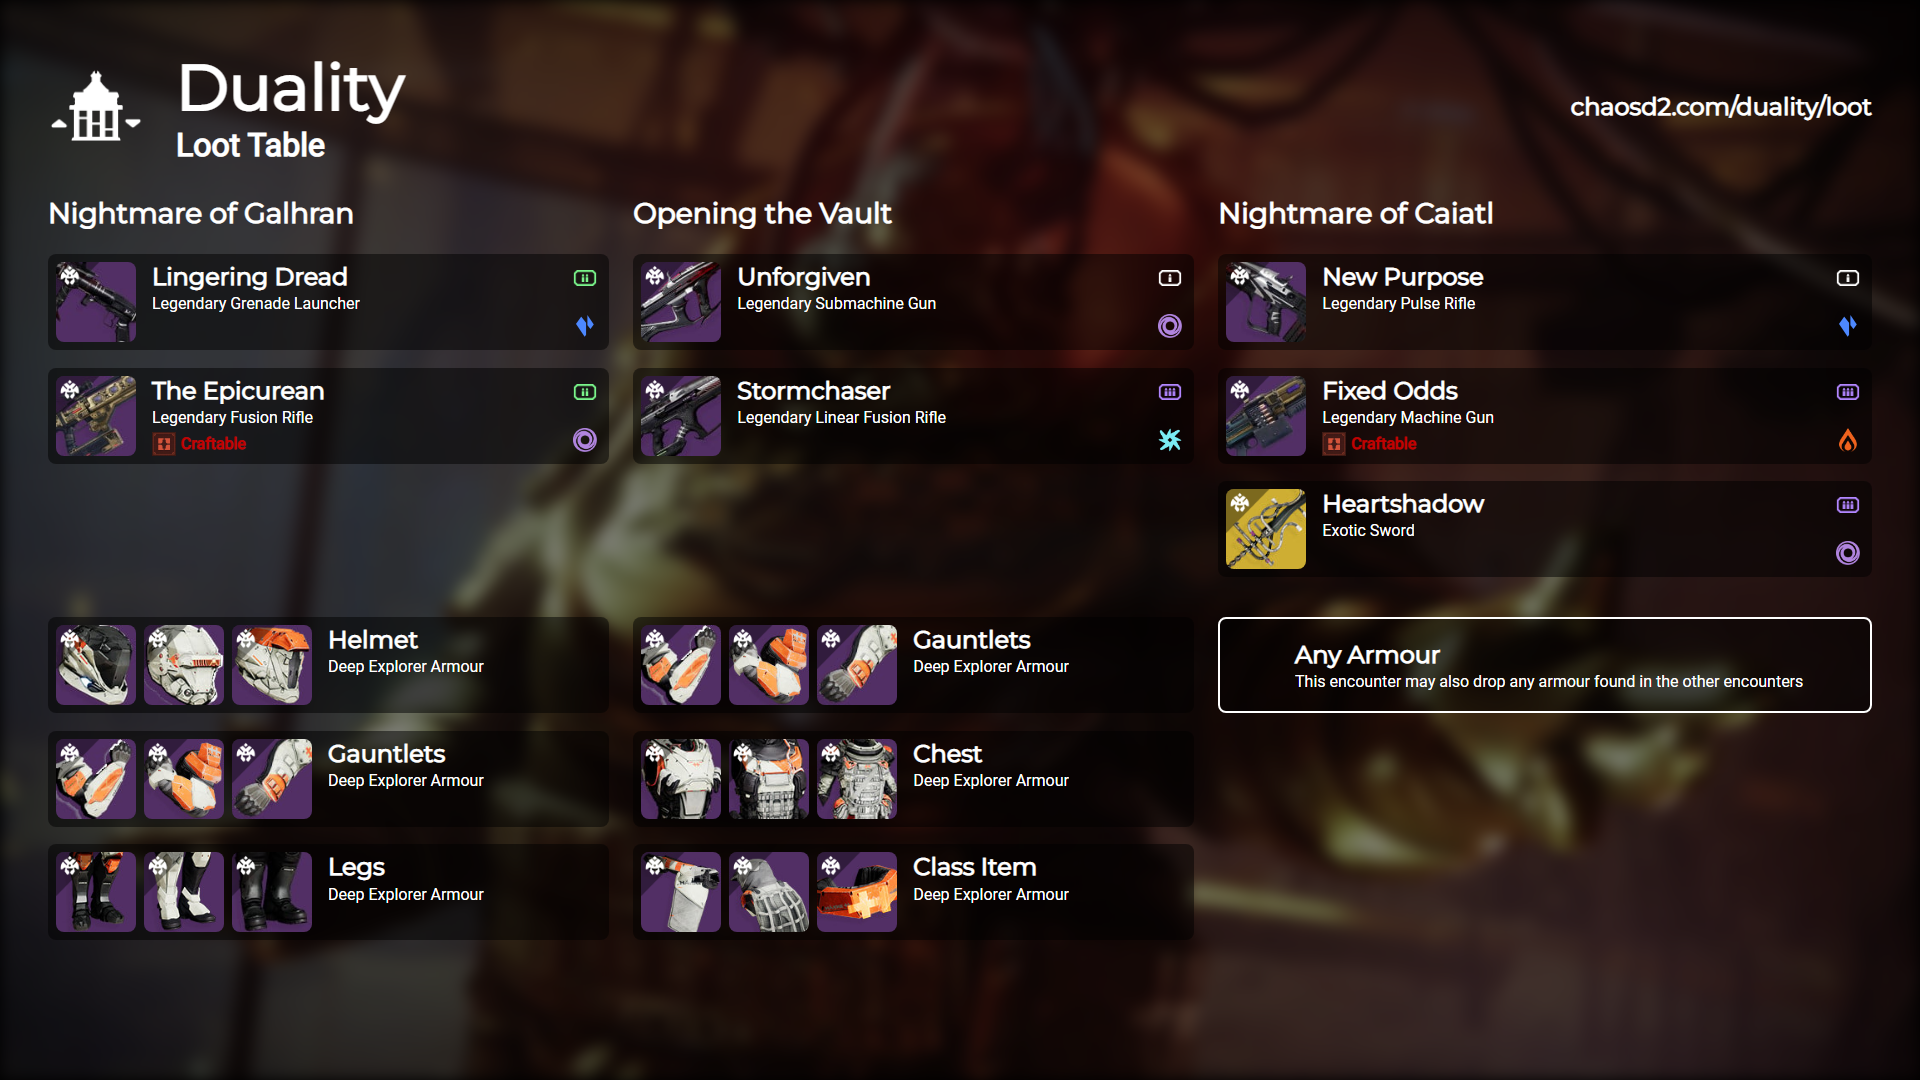 Duality
Loot Table
chaosd2.com/duality/loot
Nightmare of Galhran
Lingering Dread
Legendary Grenade Launcher
The Epicurean
Legendary Fusion Rifle
Craftable
Helmet
Deep Explorer Armour
Gauntlets
Deep Explorer Armour
Legs
Deep Explorer Armour
Opening the Vault
Unforgiven
Legendary Submachine Gun
Stormchaser
Legendary Linear Fusion Rifle
Gauntlets
Deep Explorer Armour
Chest
Deep Explorer Armour
Class Item
Deep Explorer Armour
Nightmare of Caiatl
New Purpose
Legendary Pulse Rifle
Fixed Odds
Legendary Machine Gun
Craftable
Heartshadow
Exotic Sword
Any Armour
This encounter may also drop any armour found in the other encounters